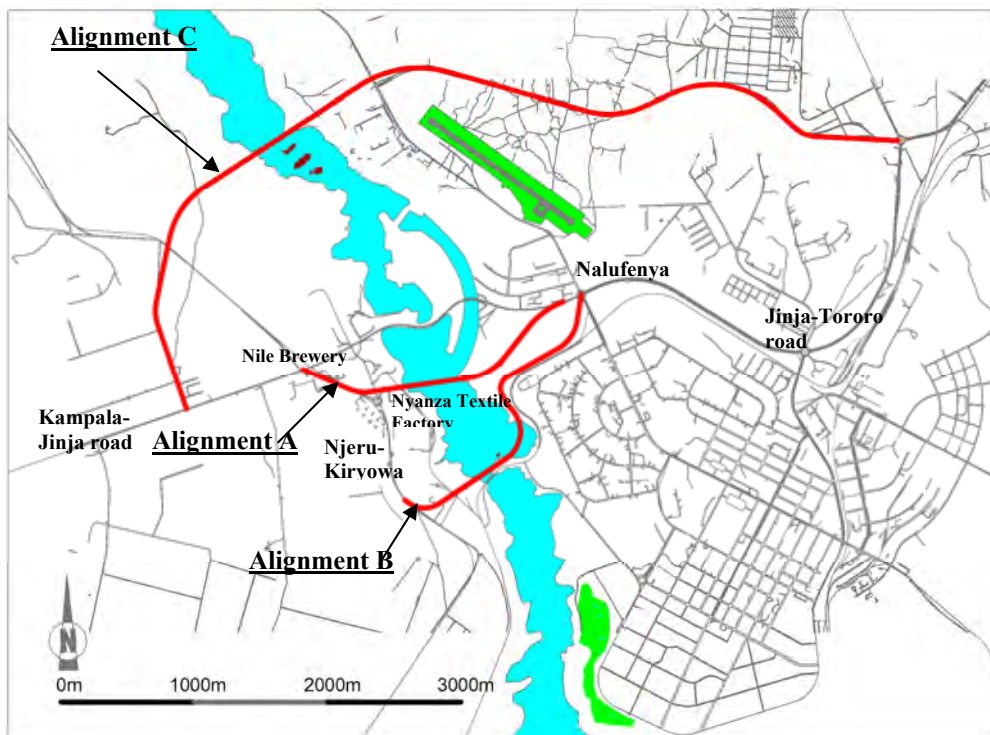 Alignment C
Nalufenya
Jinja-Tororo
road
Nile Brewery
Kampala-
Jinja road
Alignment A
Nyanza Textile
Factory
Njeru-
Kiryowa
Alignment B
N
0m 1000m 2000m 3000m